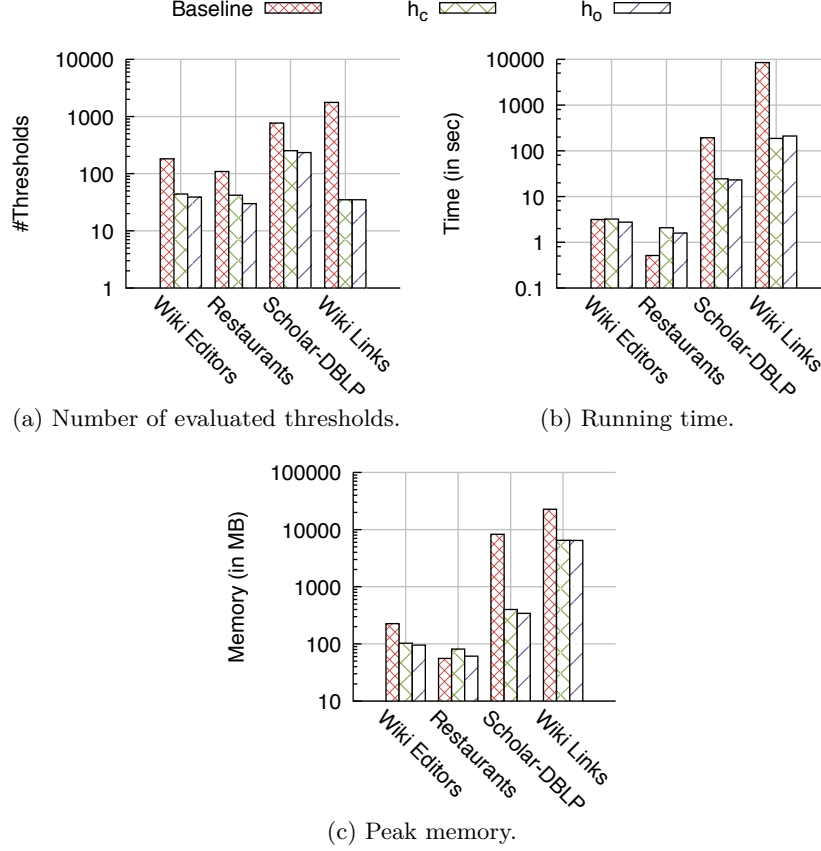 Baseline h_c h_o
#Thresholds
10000
1000
100
10
1
Wiki Editors
Restaurants
Scholar-DBLP
Wiki Links
(a) Number of evaluated thresholds.
Time (in sec)
10000
1000
100
10
1
0.1
Wiki Editors
Restaurants
Scholar-DBLP
Wiki Links
(b) Running time.
Memory (in MB)
100000
10000
1000
100
10
Wiki Editors
Restaurants
Scholar-DBLP
Wiki Links
(c) Peak memory.